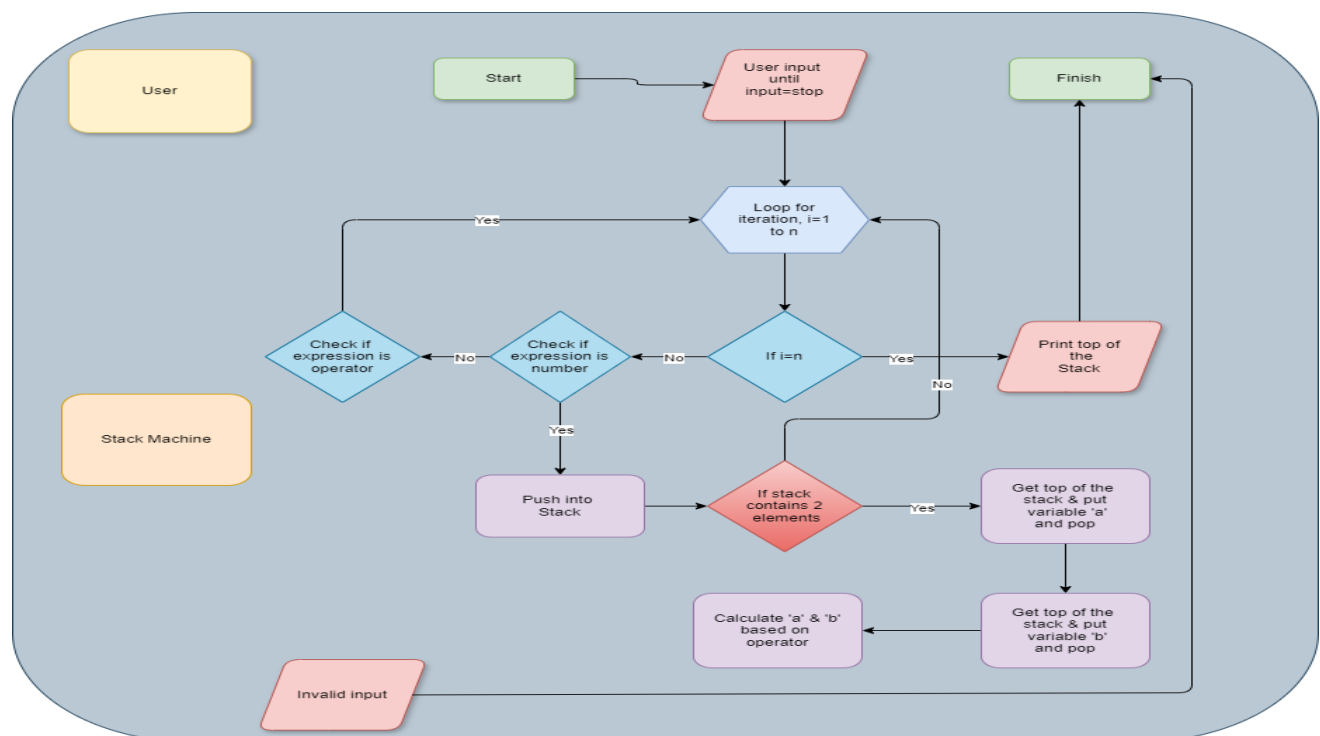 User
Start
User input
until
input=stop
Finish
Loop for
iteration, i=1
to n
Yes
Check if
expression is
operator
No
Check if
expression is
number
No
If i=n
Yes
Print top of
the
Stack
No
Stack Machine
Yes
Push into
Stack
If stack
contains 2
elements
Yes
Get top of the
stack & put
variable 'a'
and pop
Calculate 'a' & 'b'
based on
operator
Get top of the
stack & put
variable 'b'
and pop
Invalid input